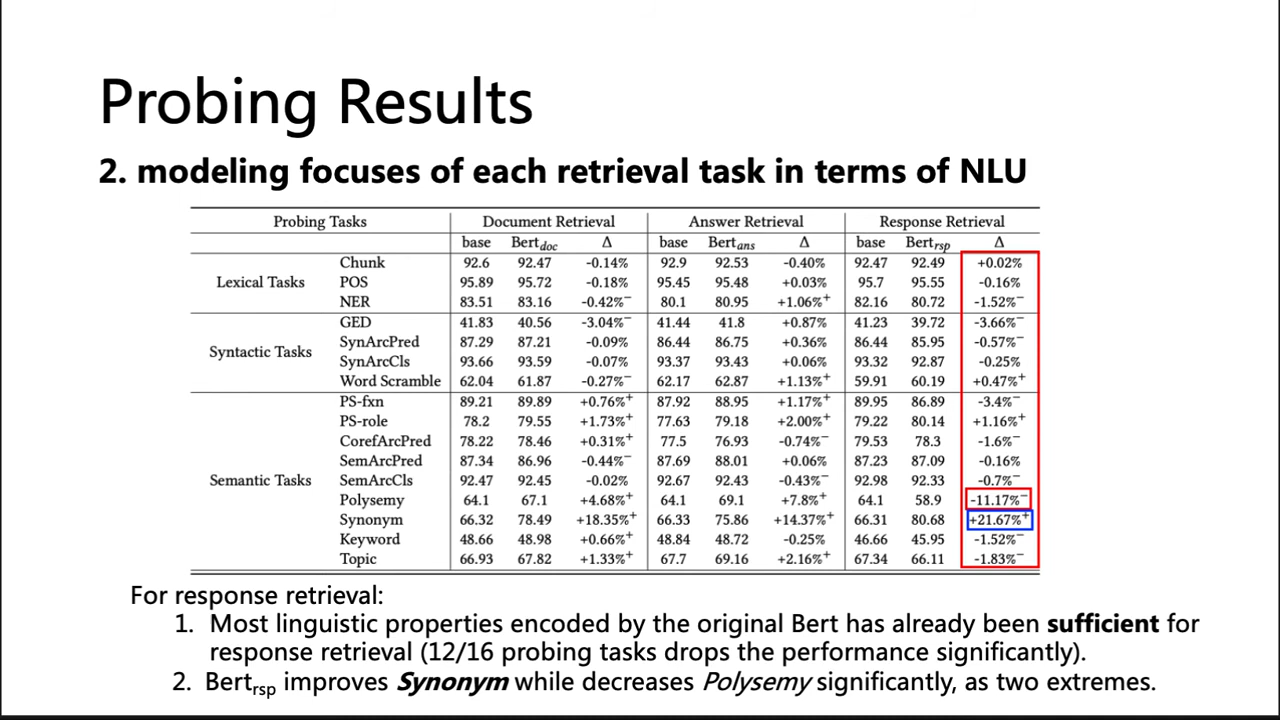 Probing Results
2. modeling focuses of each retrieval task in terms of NLU
Probing Tasks Document Retrieval Answer Retrieval Response Retrieval
base Bertdoc Δ base Bertans Δ base Bertrsp Δ
Chunk 92.6 92.47 -0.14% 92.9 92.53 -0.40% 92.47 92.49 +0.02%
Lexical Tasks POS 95.89 95.72 -0.18% 95.45 95.48 +0.03% 95.7 95.55 -0.16%
NER 83.51 83.16 -0.42%− 80.1 80.95 +1.06%+ 82.16 80.72 -1.52%−
GED 41.83 40.56 -3.04%− 41.44 41.8 +0.87% 41.23 39.72 -3.66%−
Syntactic Tasks SynArcPred 87.29 87.21 -0.09% 86.44 86.75 +0.36% 86.44 85.95 -0.57%−
SynArcCls 93.66 93.59 -0.07% 93.37 93.43 +0.06% 93.32 92.87 -0.25%
Word Scramble 62.04 61.87 -0.27%− 62.17 62.87 +1.13%+ 59.91 60.19 +0.47%+
PS-fxn 89.21 89.89 +0.76%+ 87.92 88.95 +1.17%+ 89.95 86.89 -3.4%−
PS-role 78.2 79.55 +1.73%+ 77.63 79.18 +2.00%+ 79.22 80.14 +1.16%+
CorefArcPred 78.22 78.46 +0.31%+ 77.5 76.93 -0.74%− 79.53 78.3 -1.6%−
SemArcPred 87.34 86.96 -0.44%− 87.69 88.01 +0.06% 87.23 87.09 -0.16%
Semantic Tasks SemArcCls 92.47 92.45 -0.02% 92.67 92.43 -0.43%− 92.98 92.33 -0.7%−
Polysemy 64.1 67.1 +4.68%+ 64.1 69.1 +7.8%+ 64.1 58.9 -11.17%−
Synonym 66.32 78.49 +18.35%+ 66.33 75.86 +14.37%+ 66.31 80.68 +21.67%+
Keyword 48.66 48.98 +0.66%+ 48.84 48.72 -0.25% 46.66 45.95 -1.52%−
Topic 66.93 67.82 +1.33%+ 67.7 69.16 +2.16%+ 67.34 66.11 -1.83%−
For response retrieval:
1. Most linguistic properties encoded by the original Bert has already been sufficient for
response retrieval (12/16 probing tasks drops the performance significantly).
2. Bertrsp improves Synonym while decreases Polysemy significantly, as two extremes.